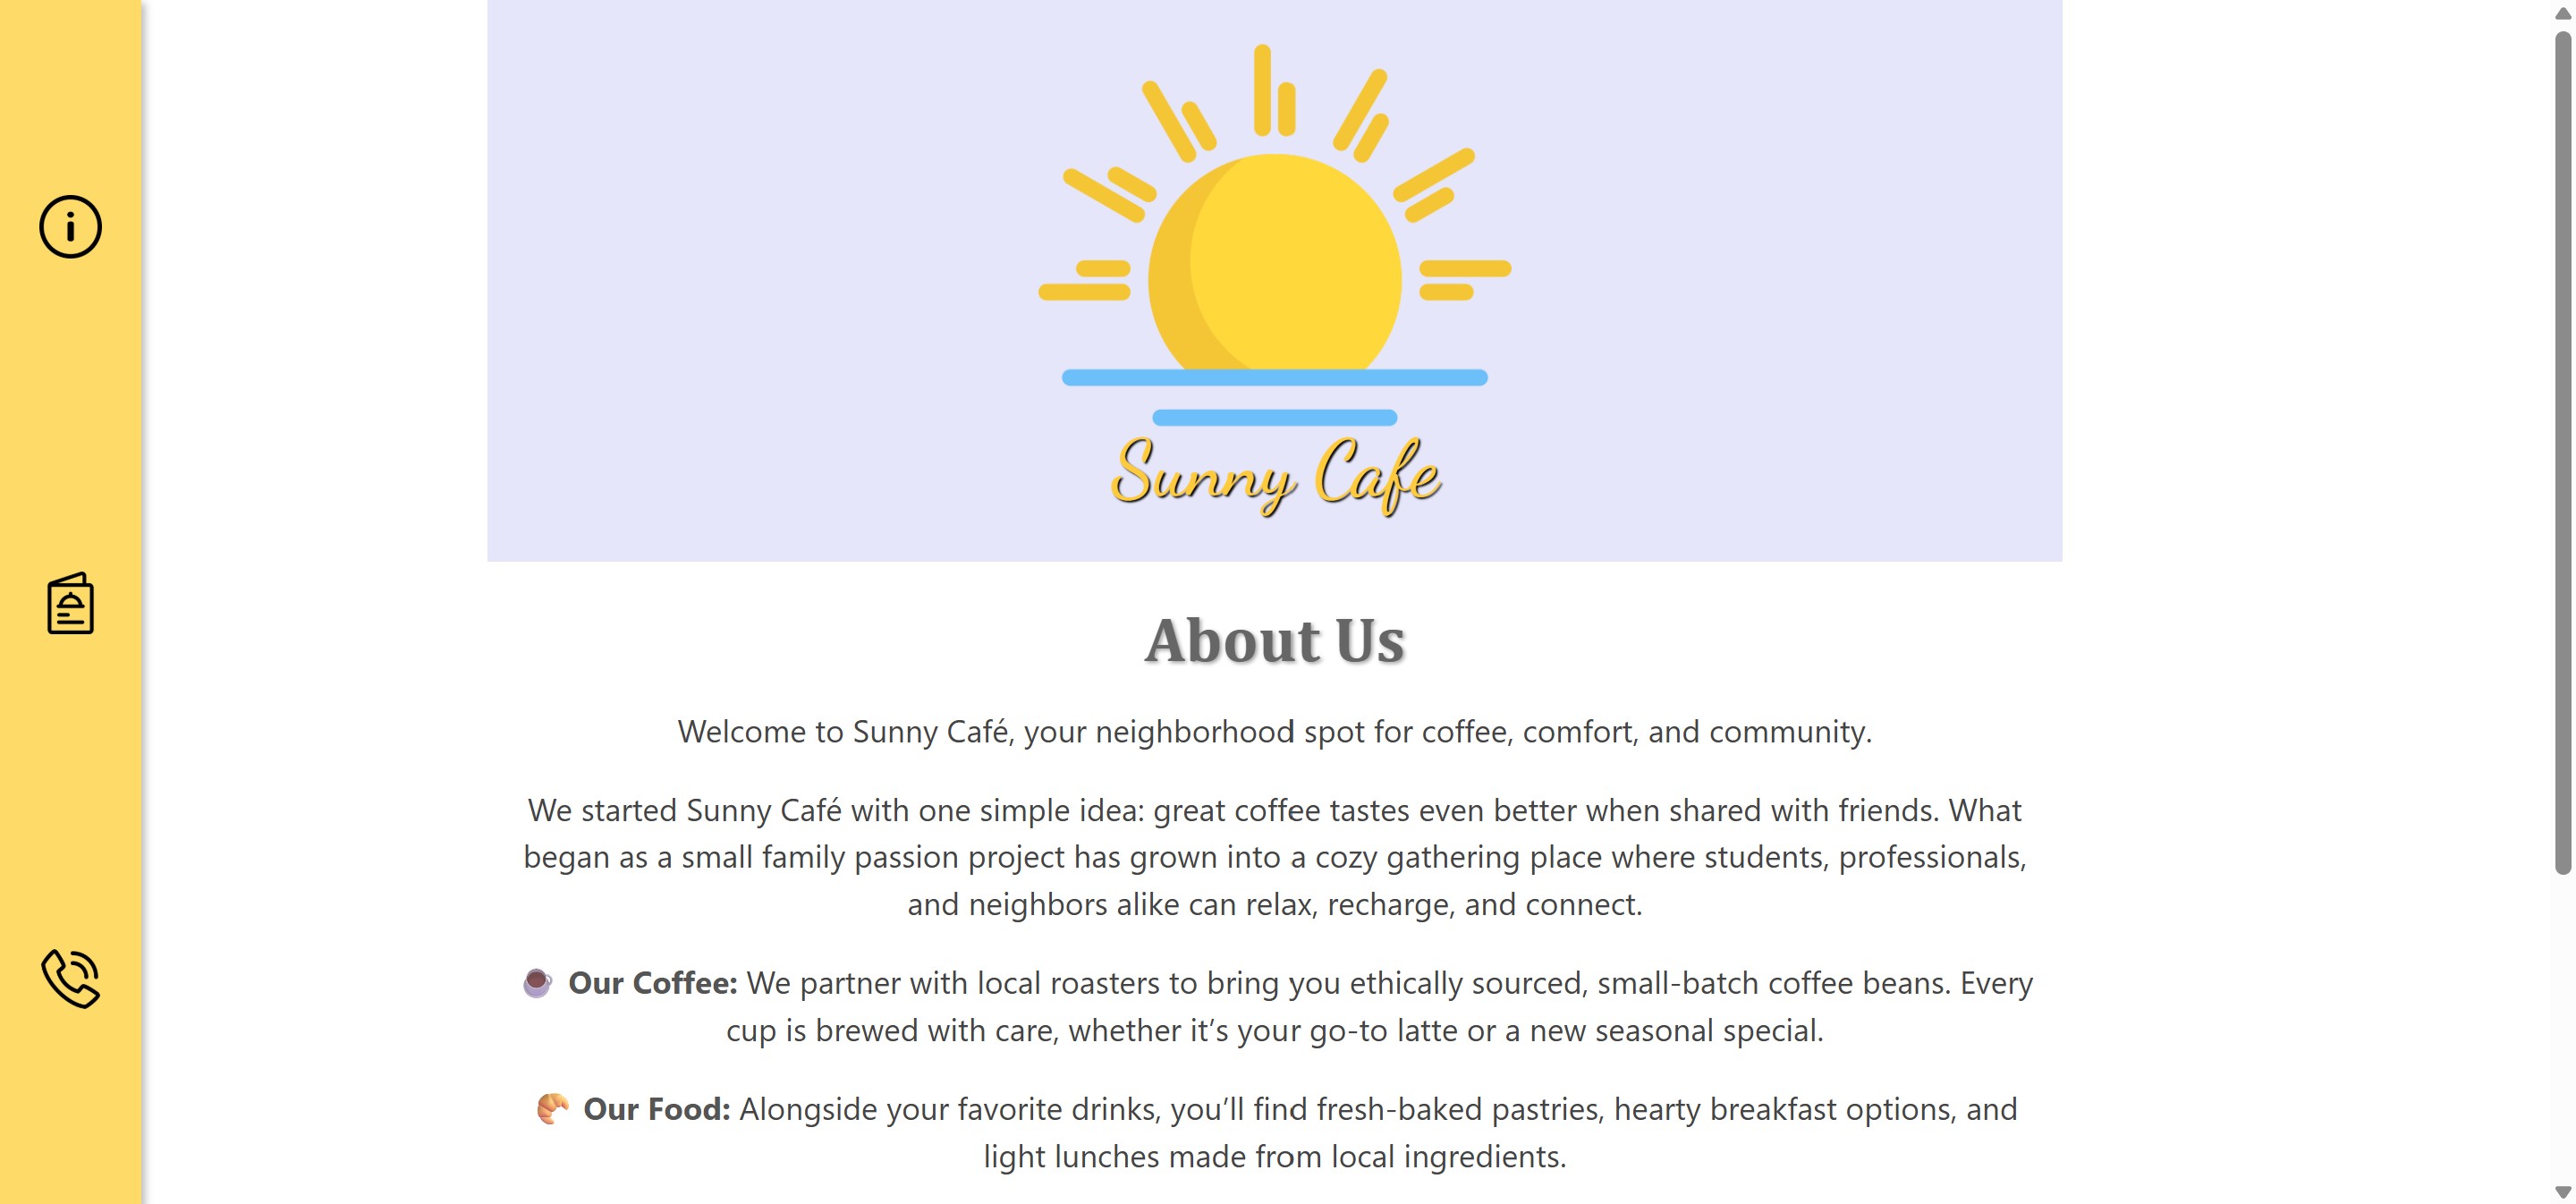 Sunny Cafe
About Us
Welcome to Sunny Café, your neighborhood spot for coffee, comfort, and community.
We started Sunny Café with one simple idea: great coffee tastes even better when shared with friends. What
began as a small family passion project has grown into a cozy gathering place where students, professionals,
and neighbors alike can relax, recharge, and connect.
Our Coffee: We partner with local roasters to bring you ethically sourced, small-batch coffee beans. Every
cup is brewed with care, whether it’s your go-to latte or a new seasonal special.
Our Food: Alongside your favorite drinks, you’ll find fresh-baked pastries, hearty breakfast options, and
light lunches made from local ingredients.